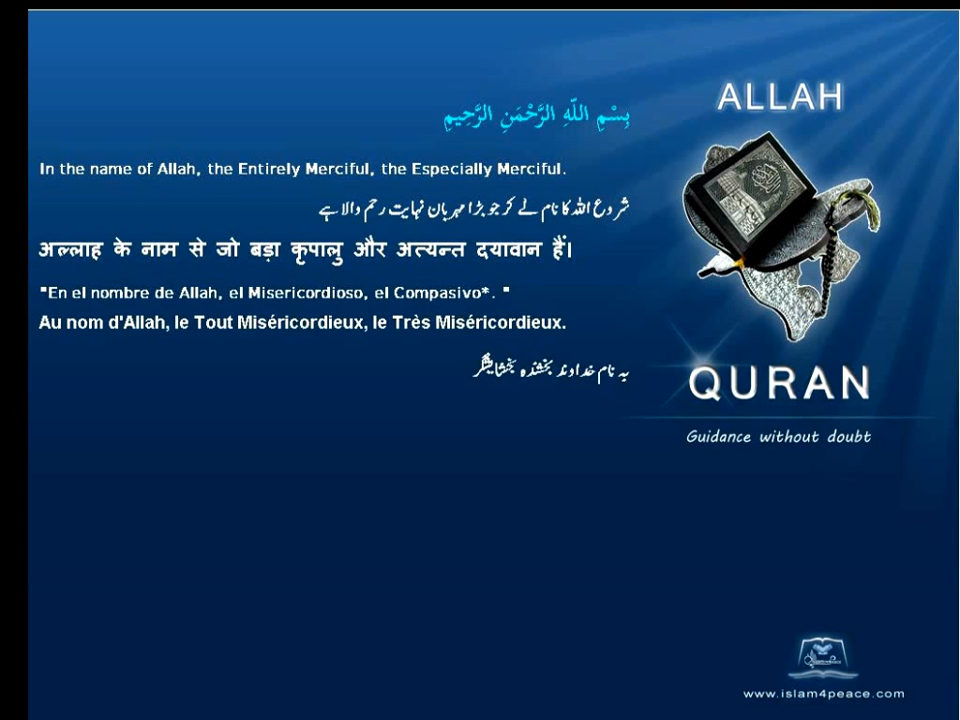 بِسْمِ اللّهِ الرَّحْمَنِ الرَّحِيمِ
In the name of Allah, the Entirely Merciful, the Especially Merciful.
شروع الله کا نام لے کر جو بڑا مہربان نہایت رحم والا ہے
अल्लाह के नाम से जो बड़ा कृपालु और अत्यन्त दयावान हैं।
"En el nombre de Allah, el Misericordioso, el Compasivo*. "
Au nom d'Allah, le Tout Miséricordieux, le Très Miséricordieux.
به نام خداوند بخشنده بخشایشگر
ALLAH
QURAN
Guidance without doubt
www.islam4peace.com